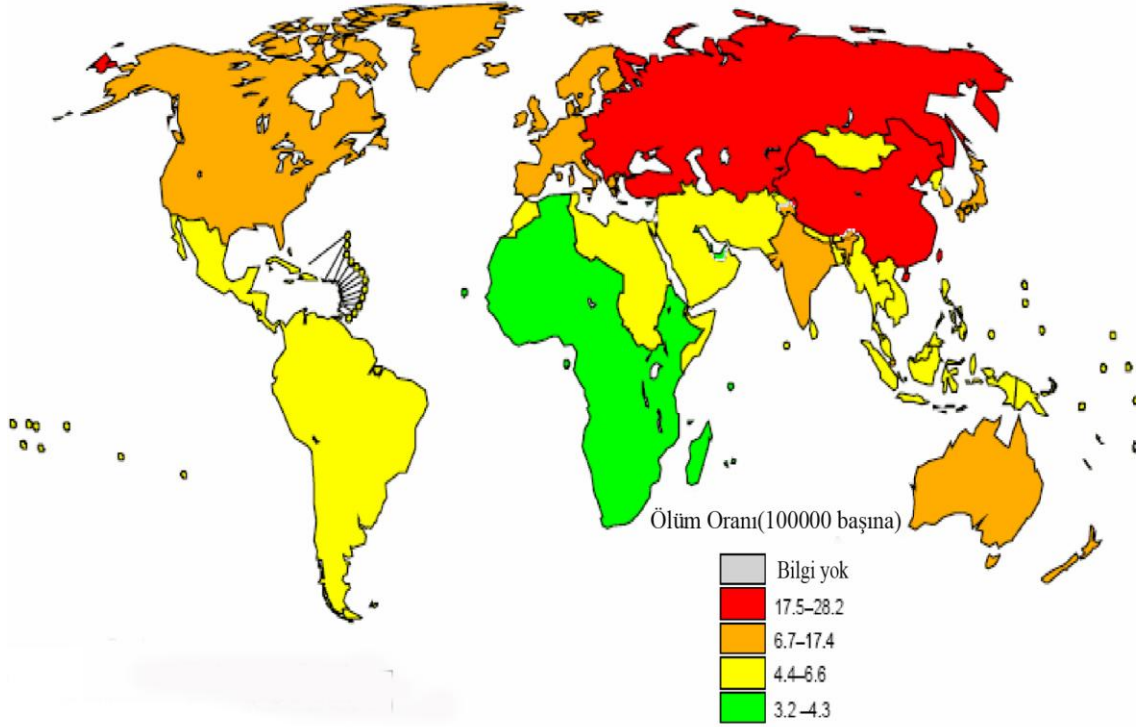 Ölüm Oranı(100000 başına)
Bilgi yok
17.5–28.2
6.7–17.4
4.4–6.6
3.2–4.3